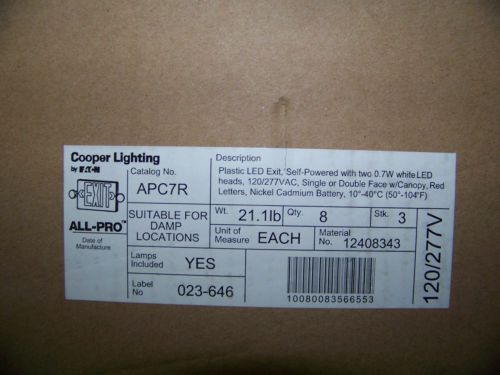 Cooper Lighting
by EATON
EXIT
ALL-PRO™
Date of
Manufacture
Catalog No.
APC7R
Description
Plastic LED Exit, Self-Powered with two 0.7W white LED
heads, 120/277VAC, Single or Double Face w/Canopy, Red
Letters, Nickel Cadmium Battery, 10°-40°C (50°-104°F)
SUITABLE FOR
DAMP
LOCATIONS
Wt. 21.1lb Qty. 8 Stk. 3
Unit of
Measure EACH
Material
No. 12408343
Lamps
Included YES
Label
No 023-646
10080083566553
120/277V